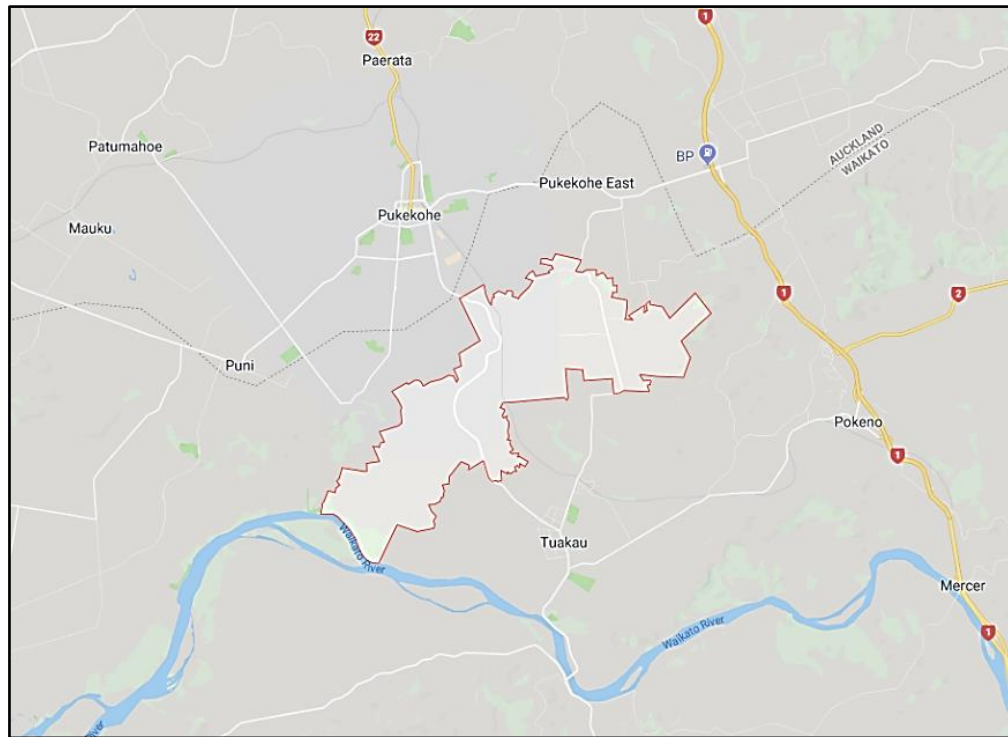 1
22
Paerata
AUCKLAND
WAIKATO
Patumahoe
BP
Pukekohe East
Pukekohe
Mauku
1
2
Puni
Pokeno
1
Waikato River
Tuakau
Mercer
Waikato River
1
River